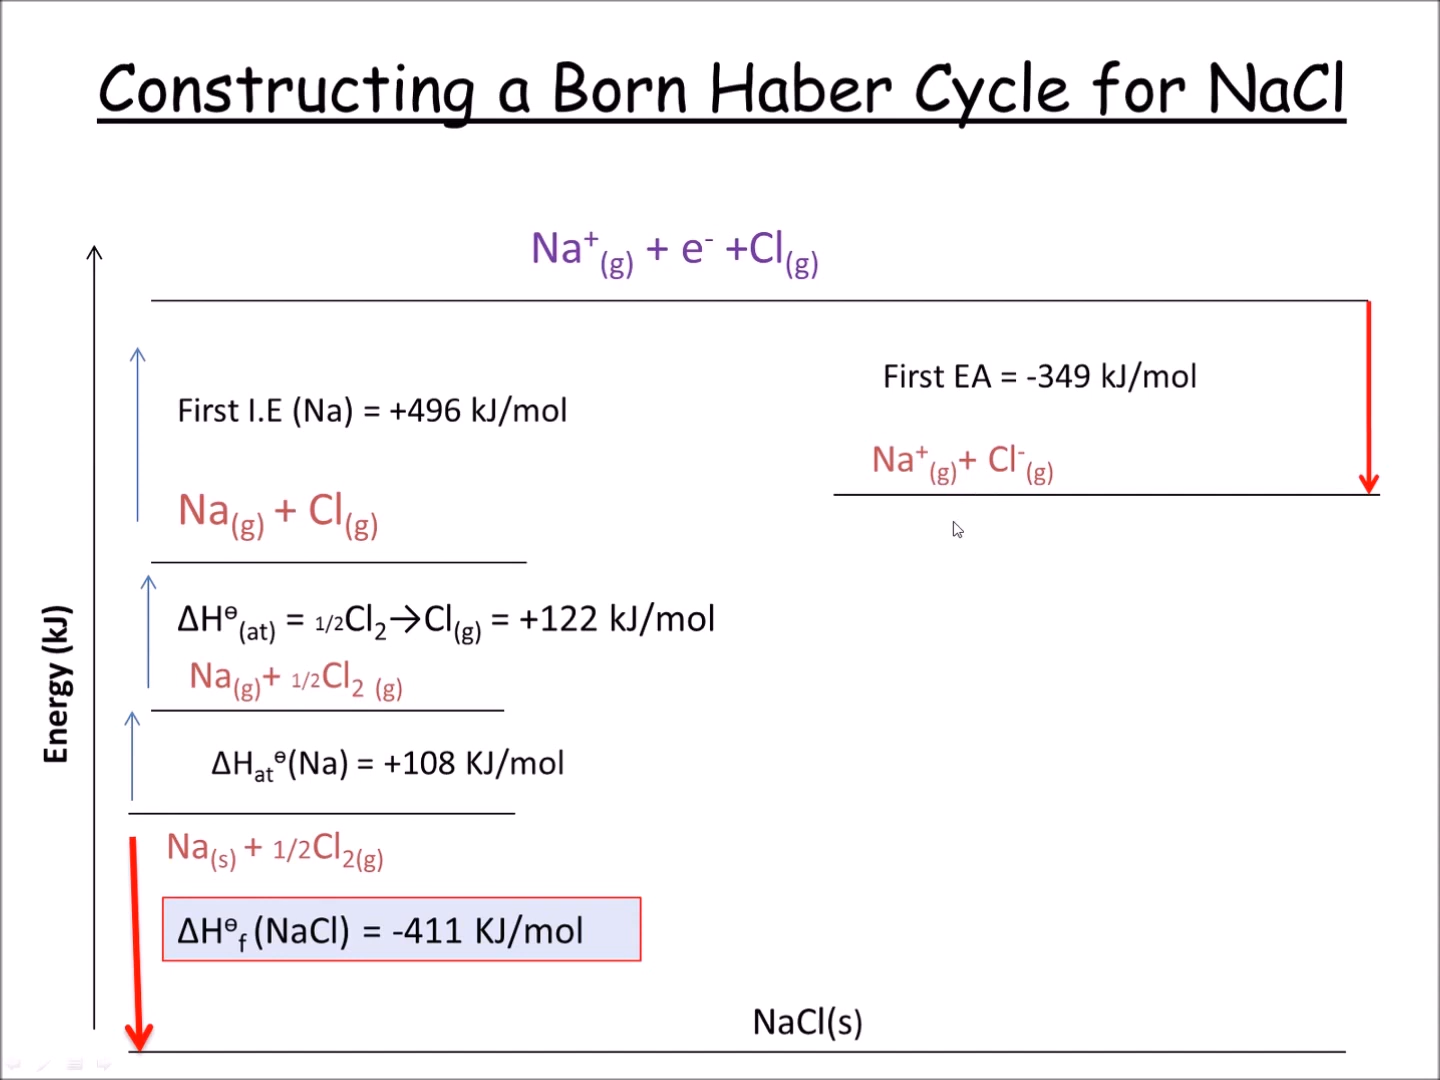 Constructing a Born Haber Cycle for NaCl
Na⁺(g) + e⁻ +Cl(g)
First EA = -349 kJ/mol
First I.E (Na) = +496 kJ/mol
Na⁺(g)+ Cl⁻(g)
Na(g) + Cl(g)
ΔH⊖(at) = 1/2Cl₂→Cl(g) = +122 kJ/mol
Na(g)+ 1/2Cl₂ (g)
ΔHat⊖(Na) = +108 KJ/mol
Na(s) + 1/2Cl₂(g)
ΔH⊖f (NaCl) = -411 KJ/mol
NaCl(s)
Energy (kJ)